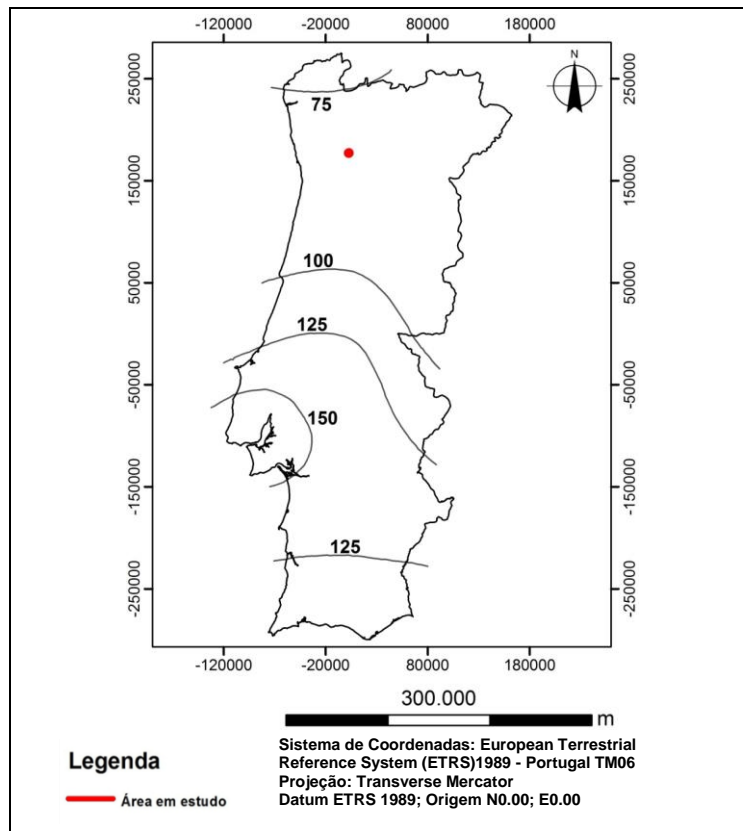 -120000 -20000 80000 180000
N
250000 250000
75
150000 150000
100
50000 50000
125
-50000 -50000
150
-150000 -150000
125
-250000 -250000
-120000 -20000 80000 180000
300.000
m
Legenda
Área em estudo
Sistema de Coordenadas: European Terrestrial
Reference System (ETRS)1989 - Portugal TM06
Projeção: Transverse Mercator
Datum ETRS 1989; Origem N0.00; E0.00